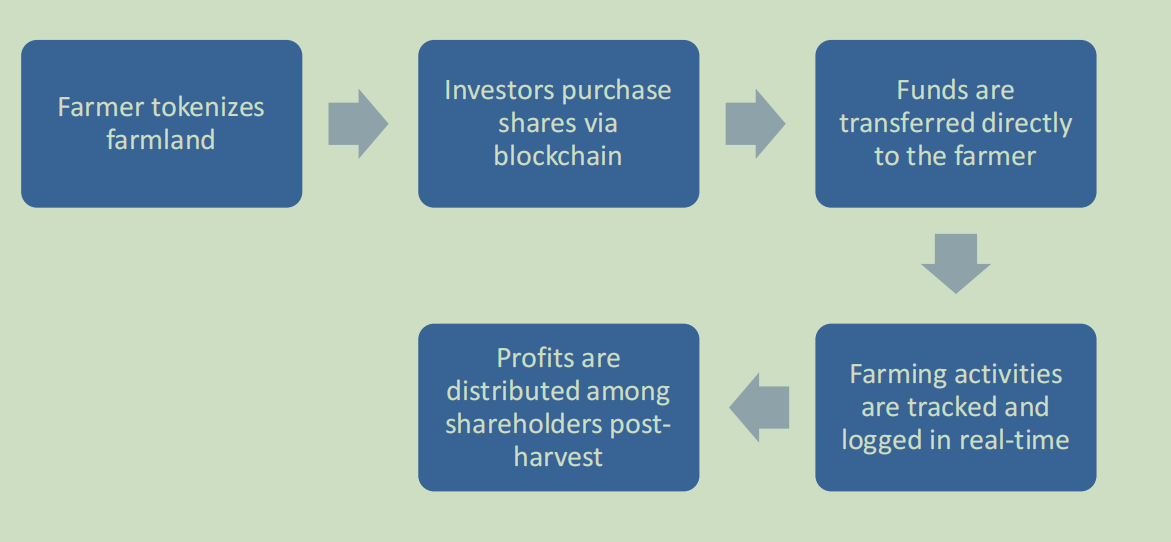 Farmer tokenizes
farmland
Investors purchase
shares via
blockchain
Funds are
transferred directly
to the farmer
Farming activities
are tracked and
logged in real-time
Profits are
distributed among
shareholders post-
harvest